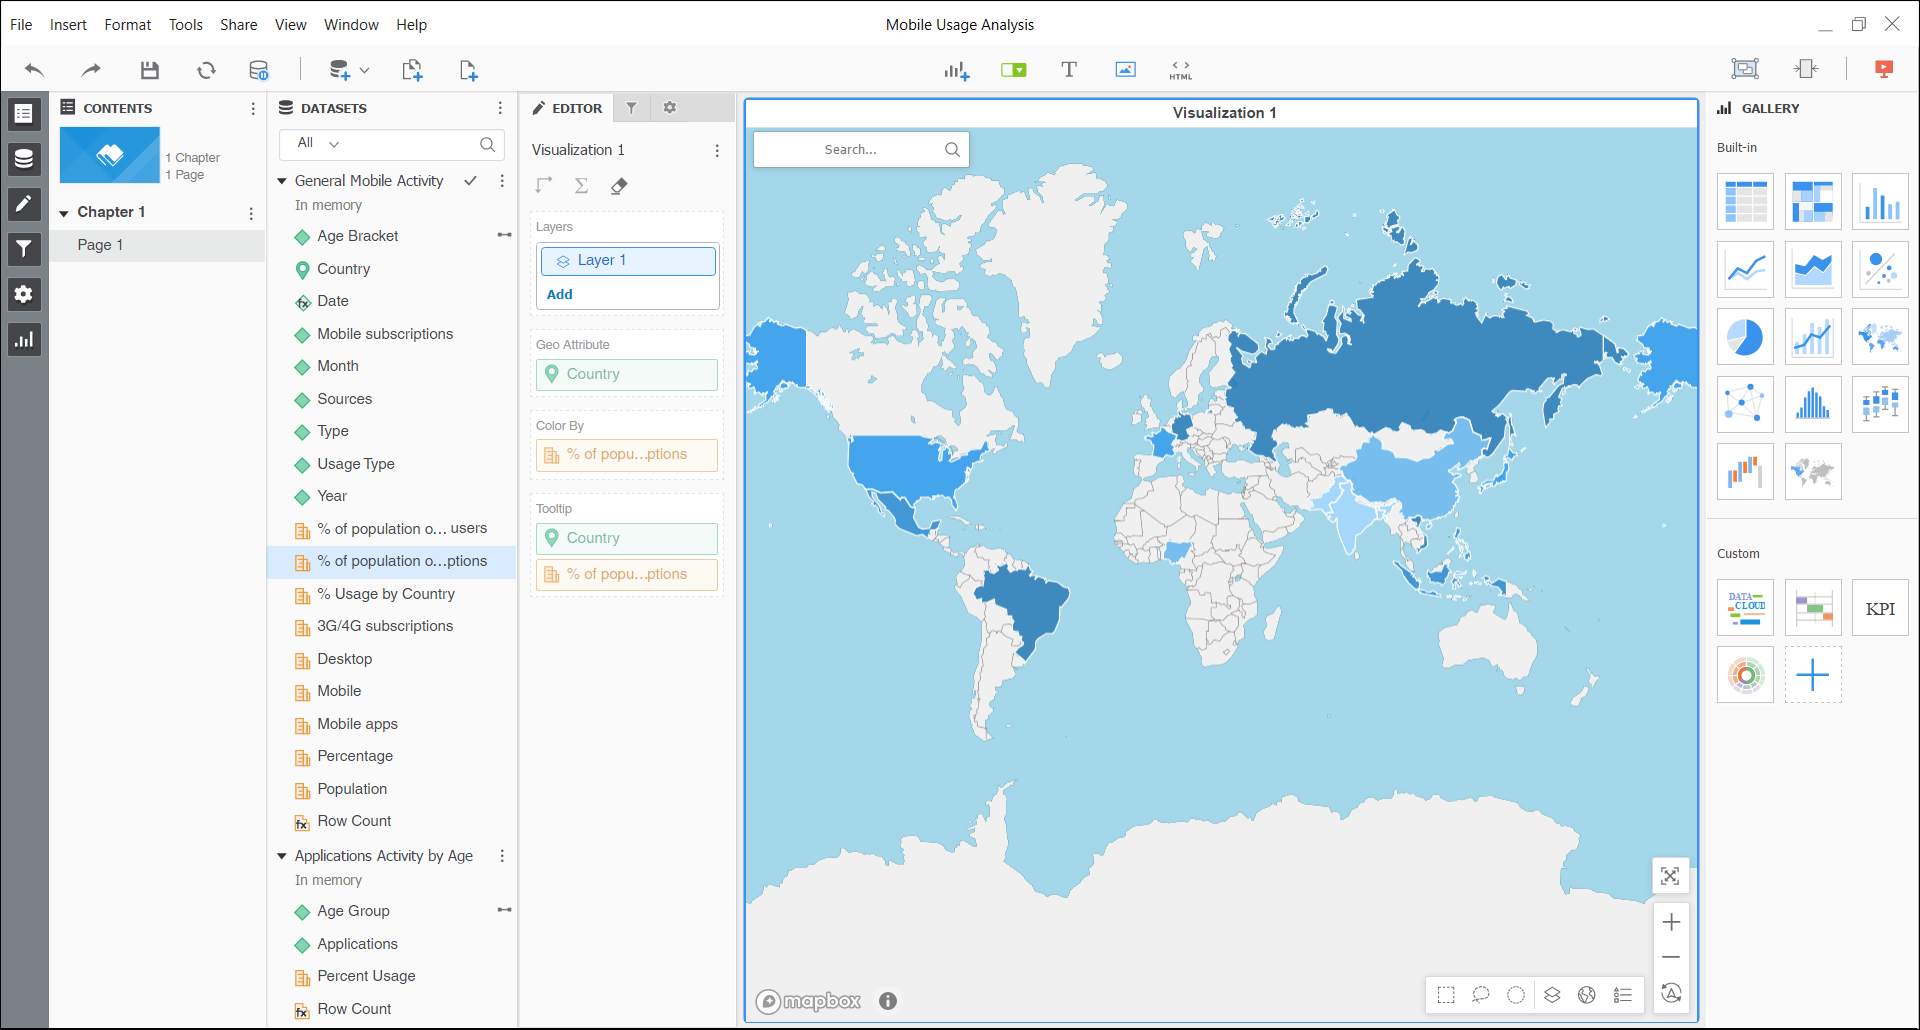 File Insert Format Tools Share View Window Help
Mobile Usage Analysis
HTML
CONTENTS
1 Chapter
1 Page
Chapter 1
Page 1
DATASETS
All
General Mobile Activity
In memory
Age Bracket
Country
Date
Mobile subscriptions
Month
Sources
Type
Usage Type
Year
% of population o... users
% of population o...ptions
% Usage by Country
3G/4G subscriptions
Desktop
Mobile
Mobile apps
Percentage
Population
Row Count
Applications Activity by Age
In memory
Age Group
Applications
Percent Usage
Row Count
EDITOR
Visualization 1
Layers
Layer 1
Add
Geo Attribute
Country
Color By
% of popu...ptions
Tooltip
Country
% of popu...ptions
Visualization 1
Search...
mapbox
GALLERY
Built-in
Custom
DATA
CLOUD
KPI